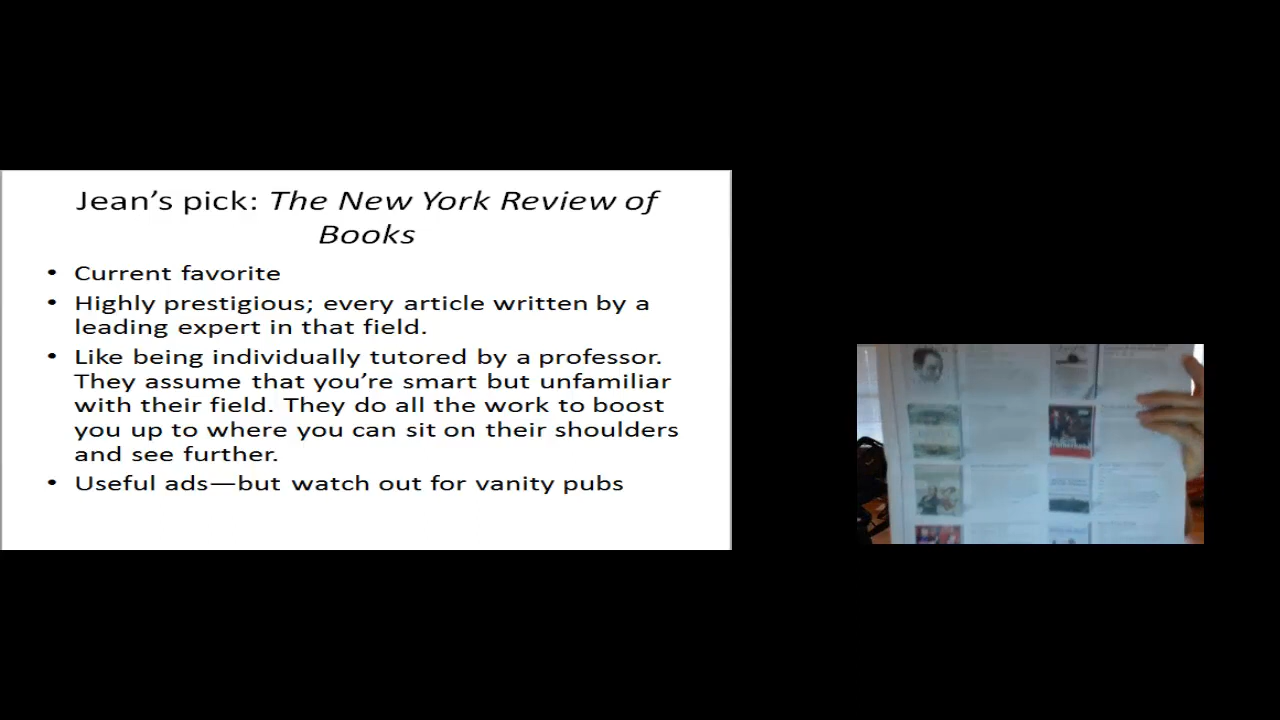 Jean’s pick: The New York Review of
Books
• Current favorite
• Highly prestigious; every article written by a
leading expert in that field.
• Like being individually tutored by a professor.
They assume that you’re smart but unfamiliar
with their field. They do all the work to boost
you up to where you can sit on their shoulders
and see further.
• Useful ads—but watch out for vanity pubs